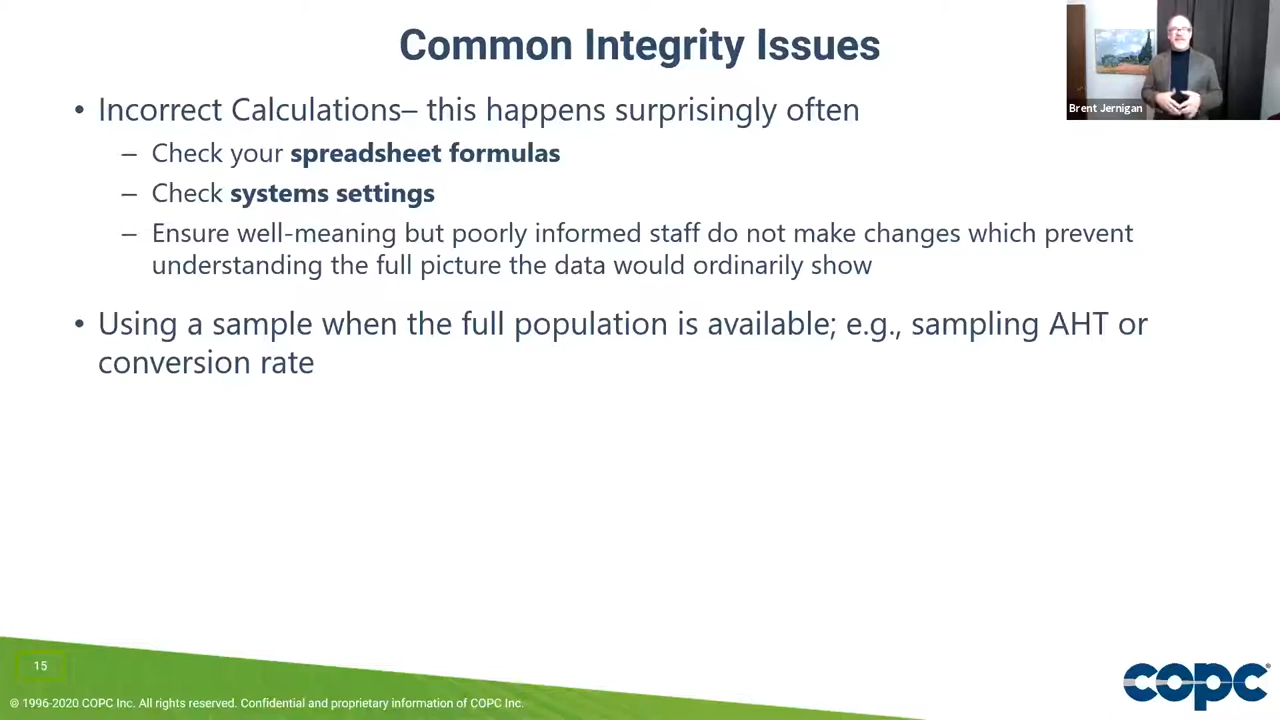 Common Integrity Issues
Brent Jernigan
• Incorrect Calculations– this happens surprisingly often
– Check your spreadsheet formulas
– Check systems settings
– Ensure well-meaning but poorly informed staff do not make changes which prevent
understanding the full picture the data would ordinarily show
• Using a sample when the full population is available; e.g., sampling AHT or
conversion rate
15
© 1996-2020 COPC Inc. All rights reserved. Confidential and proprietary information of COPC Inc.
copc®